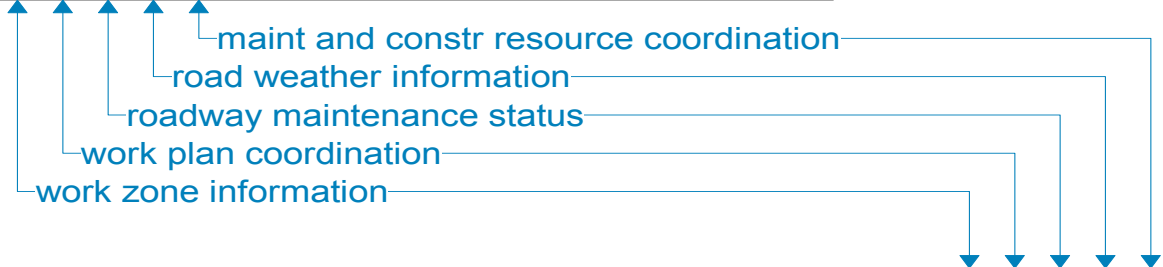 maint and constr resource coordination
road weather information
roadway maintenance status
work plan coordination
work zone information